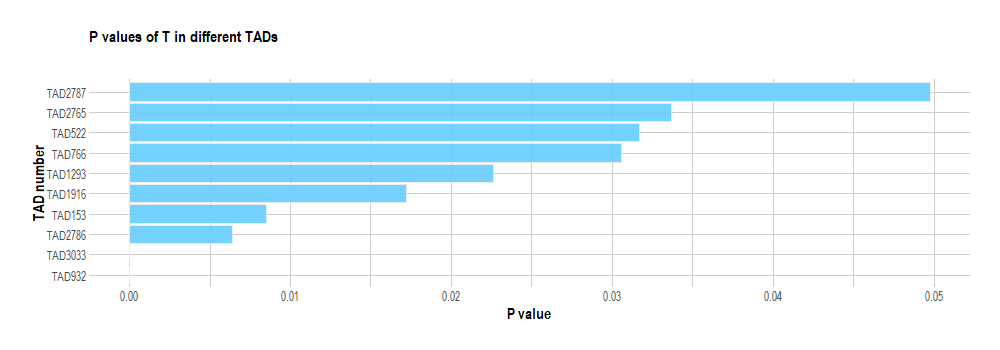 P values of T in different TADs
TAD number
TAD2787
TAD2765
TAD522
TAD766
TAD1293
TAD1916
TAD153
TAD2786
TAD3033
TAD932
0.00 0.01 0.02 0.03 0.04 0.05
P value